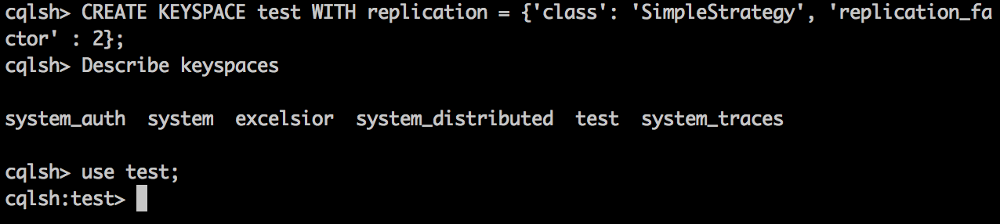 cqlsh> CREATE KEYSPACE test WITH replication = {'class': 'SimpleStrategy', 'replication_fa
ctor' : 2};
cqlsh> Describe keyspaces
system_auth  system  excelsior  system_distributed  test  system_traces
cqlsh> use test;
cqlsh:test>